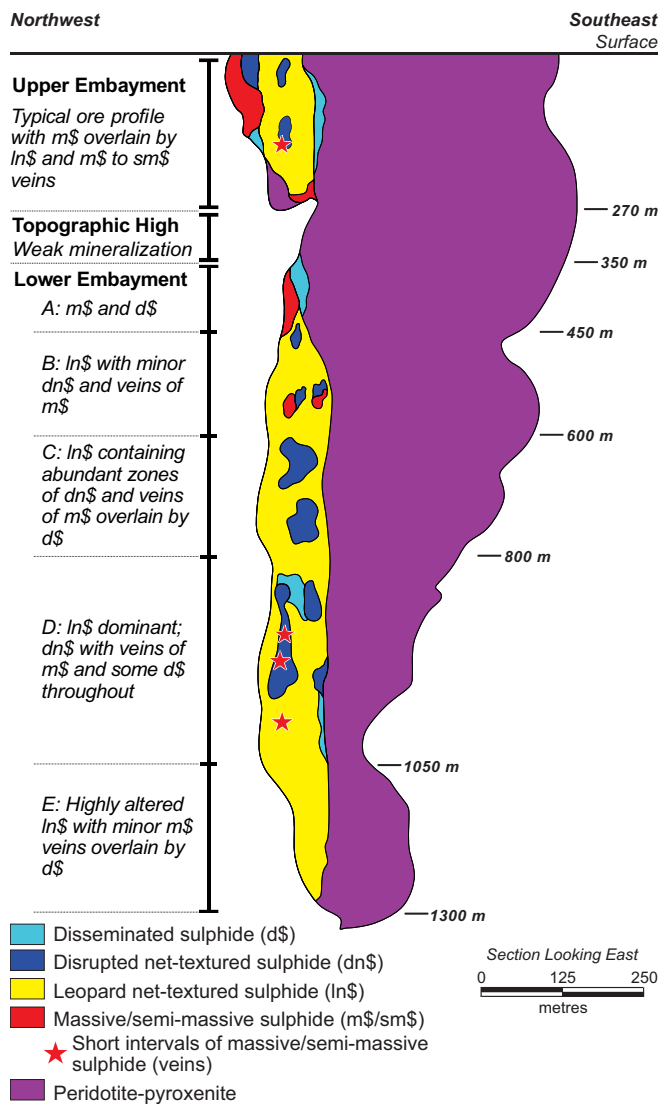 Northwest
Southeast
Surface
Upper Embayment
Typical ore profile
with m$ overlain by
ln$ and m$ to sm$
veins
270 m
Topographic High
Weak mineralization
350 m
Lower Embayment
A: m$ and d$
450 m
B: ln$ with minor
dn$ and veins of
m$
600 m
C: ln$ containing
abundant zones
of dn$ and veins
of m$ overlain by
d$
800 m
D: ln$ dominant;
dn$ with veins of
m$ and some d$
throughout
1050 m
E: Highly altered
ln$ with minor m$
veins overlain by
d$
1300 m
Disseminated sulphide (d$)
Disrupted net-textured sulphide (dn$)
Leopard net-textured sulphide (ln$)
Massive/semi-massive sulphide (m$/sm$)
Short intervals of massive/semi-massive
sulphide (veins)
Peridotite-pyroxenite
Section Looking East
0 125 250
metres